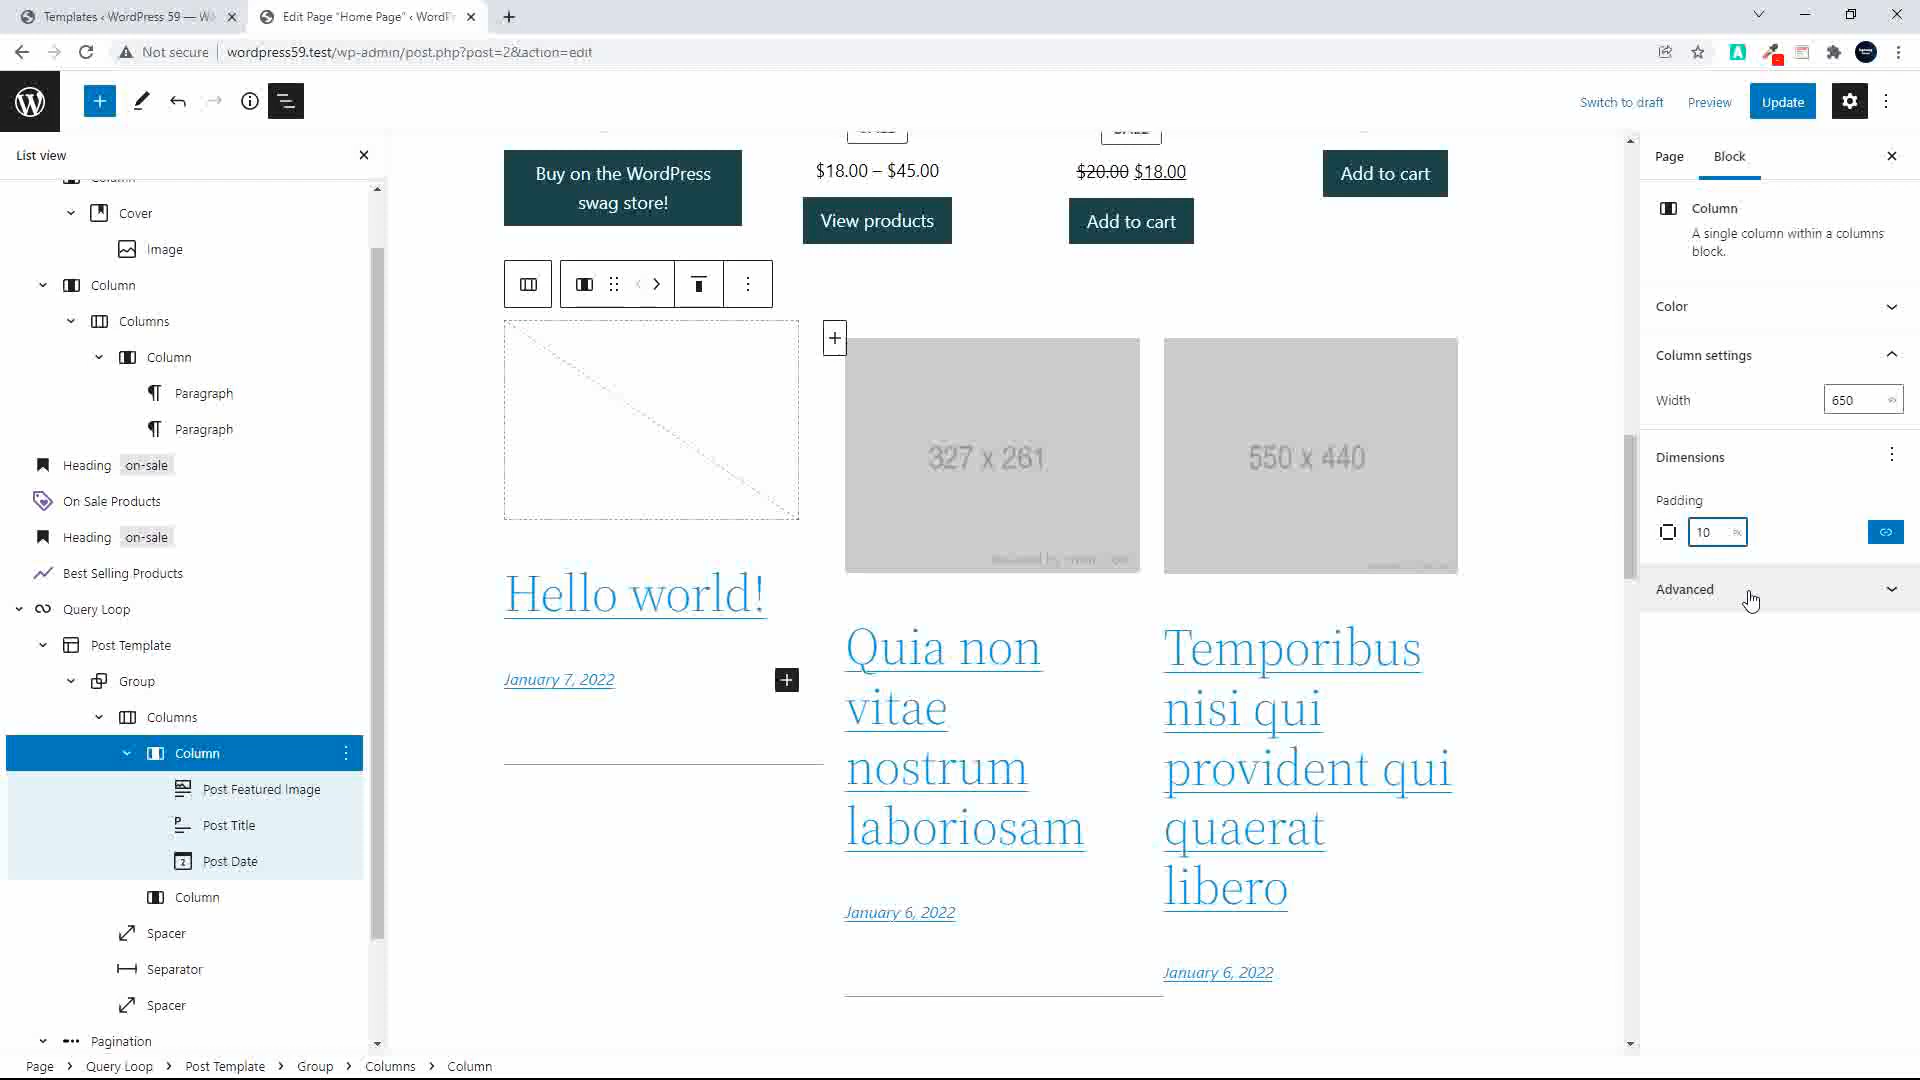 Templates ‹ WordPress 59 — W
Edit Page "Home Page" ‹ WordPr
Not secure
wordpress59.test/wp-admin/post.php?post=2&action=edit
Switch to draft
Preview
Update
List view
Column
Cover
Image
Column
Columns
Column
Paragraph
Paragraph
Heading on-sale
On Sale Products
Heading on-sale
Best Selling Products
Query Loop
Post Template
Group
Columns
Column
Post Featured Image
Post Title
Post Date
Column
Spacer
Separator
Spacer
Pagination
Buy on the WordPress
swag store!
$18.00 – $45.00
View products
$20.00 $18.00
Add to cart
Add to cart
Hello world!
January 7, 2022
327 x 261
Quia non
vitae
nostrum
laboriosam
January 6, 2022
550 x 440
Temporibus
nisi qui
provident qui
quaerat
libero
January 6, 2022
Page
Block
Column
A single column within a columns
block.
Color
Column settings
Width
650
PX
Dimensions
Padding
10
PX
Advanced
Page
Query Loop
Post Template
Group
Columns
Column